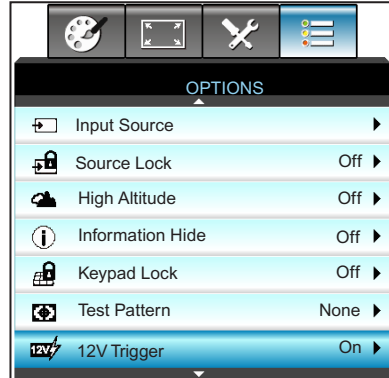 OPTIONS
Input Source
Source Lock Off
High Altitude Off
Information Hide Off
Keypad Lock Off
Test Pattern None
12V 12V Trigger On